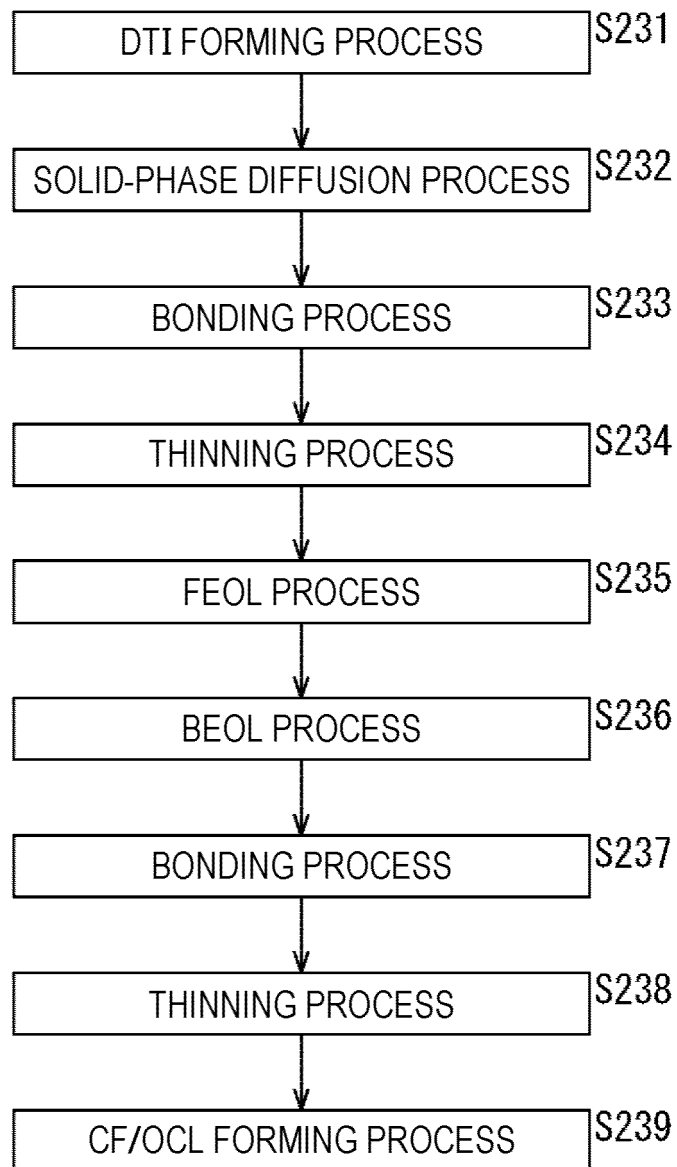 DTI FORMING PROCESS S231
SOLID-PHASE DIFFUSION PROCESS S232
BONDING PROCESS S233
THINNING PROCESS S234
FEOL PROCESS S235
BEOL PROCESS S236
BONDING PROCESS S237
THINNING PROCESS S238
CF/OCL FORMING PROCESS S239